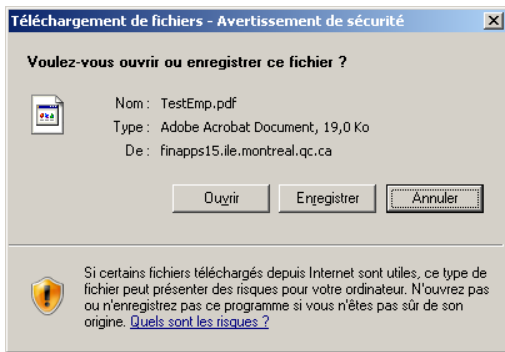 Téléchargement de fichiers - Avertissement de sécurité
Voulez-vous ouvrir ou enregistrer ce fichier ?
Nom : TestEmp.pdf
Type : Adobe Acrobat Document, 19,0 Ko
De : finapps15.ile.montreal.qc.ca
Ouvrir Enregistrer Annuler
Si certains fichiers téléchargés depuis Internet sont utiles, ce type de
fichier peut présenter des risques pour votre ordinateur. N'ouvrez pas
ou n'enregistrez pas ce programme si vous n'êtes pas sûr de son
origine. Quels sont les risques ?